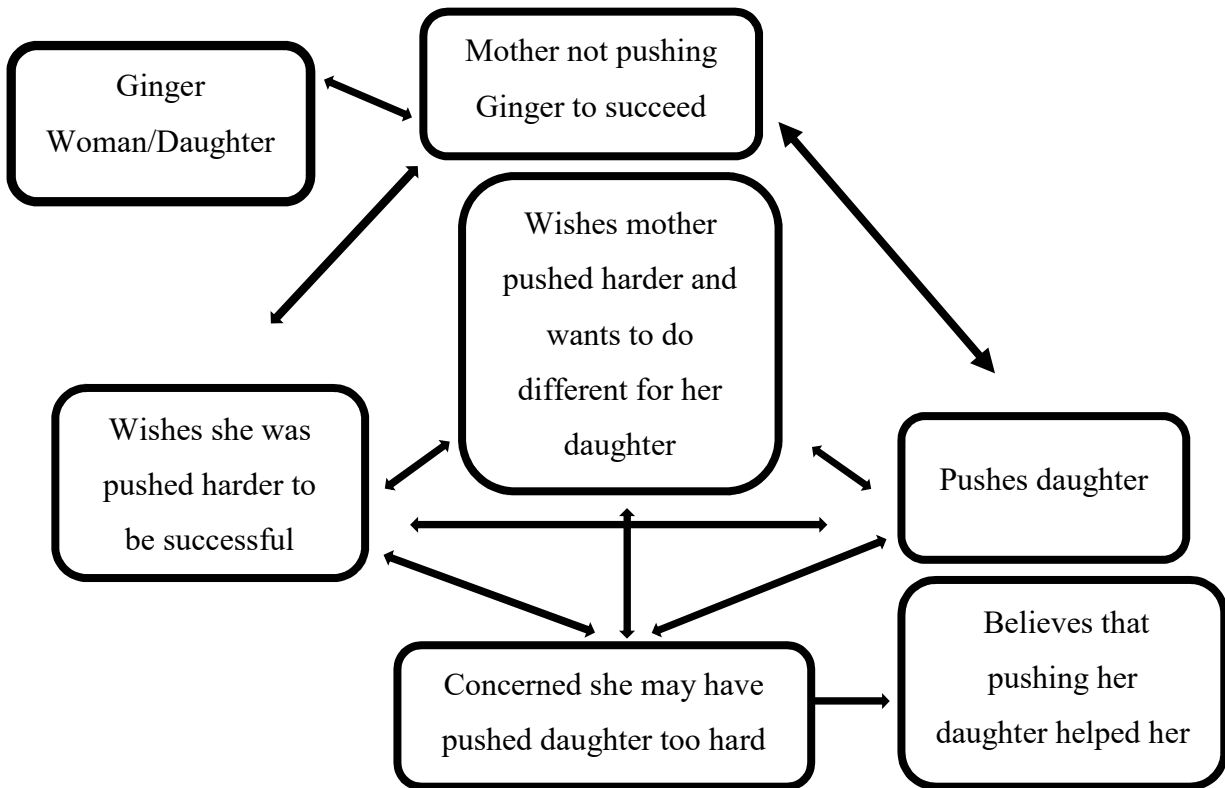 Ginger
Woman/Daughter
Mother not pushing
Ginger to succeed
Wishes mother
pushed harder and
wants to do
different for her
daughter
Wishes she was
pushed harder to
be successful
Pushes daughter
Concerned she may have
pushed daughter too hard
Believes that
pushing her
daughter helped her